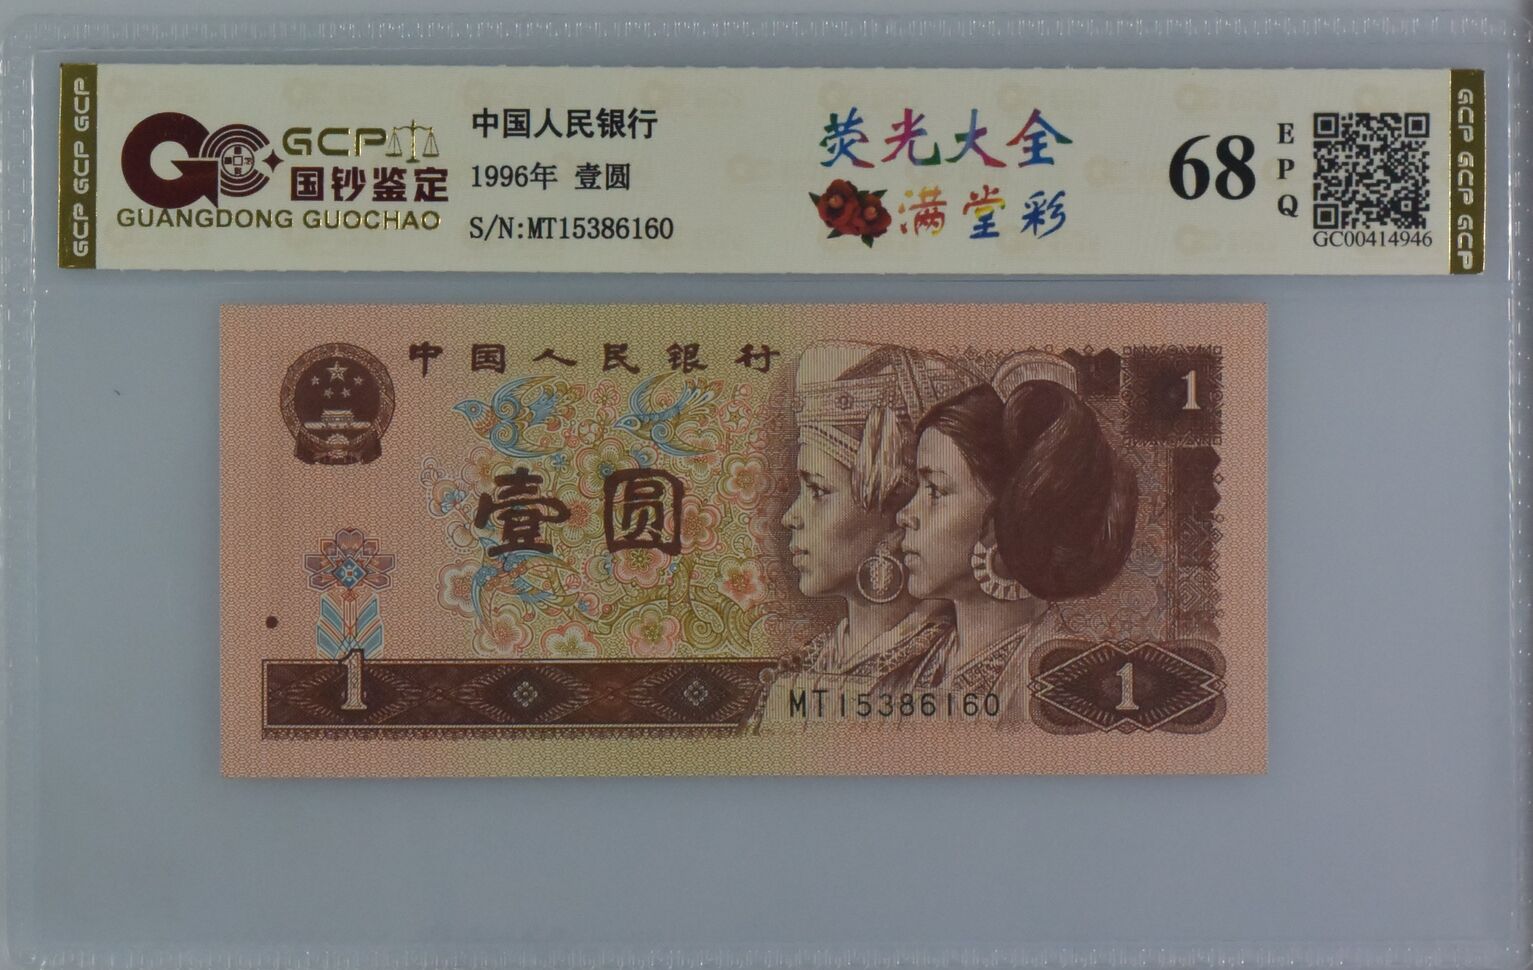 GCP GCP GCP
GCP
国钞鉴定
GUANGDONG GUOCHAO
中国人民银行
1996年 壹圆
S/N:MT15386160
荧光大全
满堂彩
68
EPQ
GC00414946
GCP GCP GCP
中国人民银行
1
壹圆
1
MT15386160
1